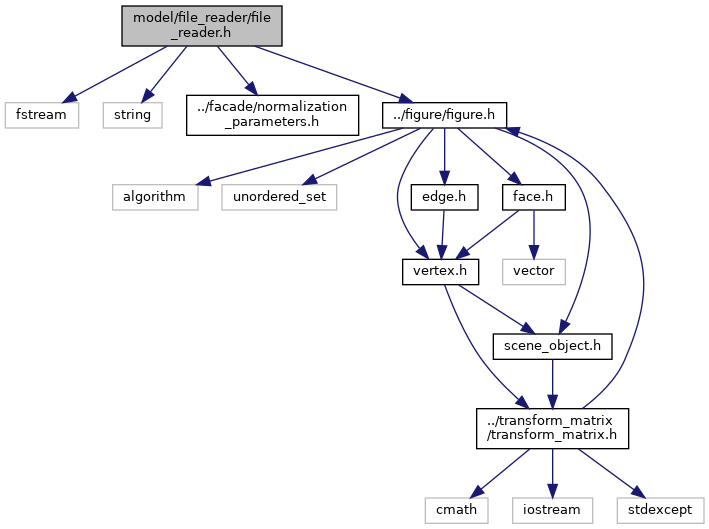 model/file_reader/file
_reader.h
fstream
string
../facade/normalization
_parameters.h
../figure/figure.h
algorithm
unordered_set
edge.h
face.h
vertex.h
vector
scene_object.h
../transform_matrix
/transform_matrix.h
cmath
iostream
stdexcept